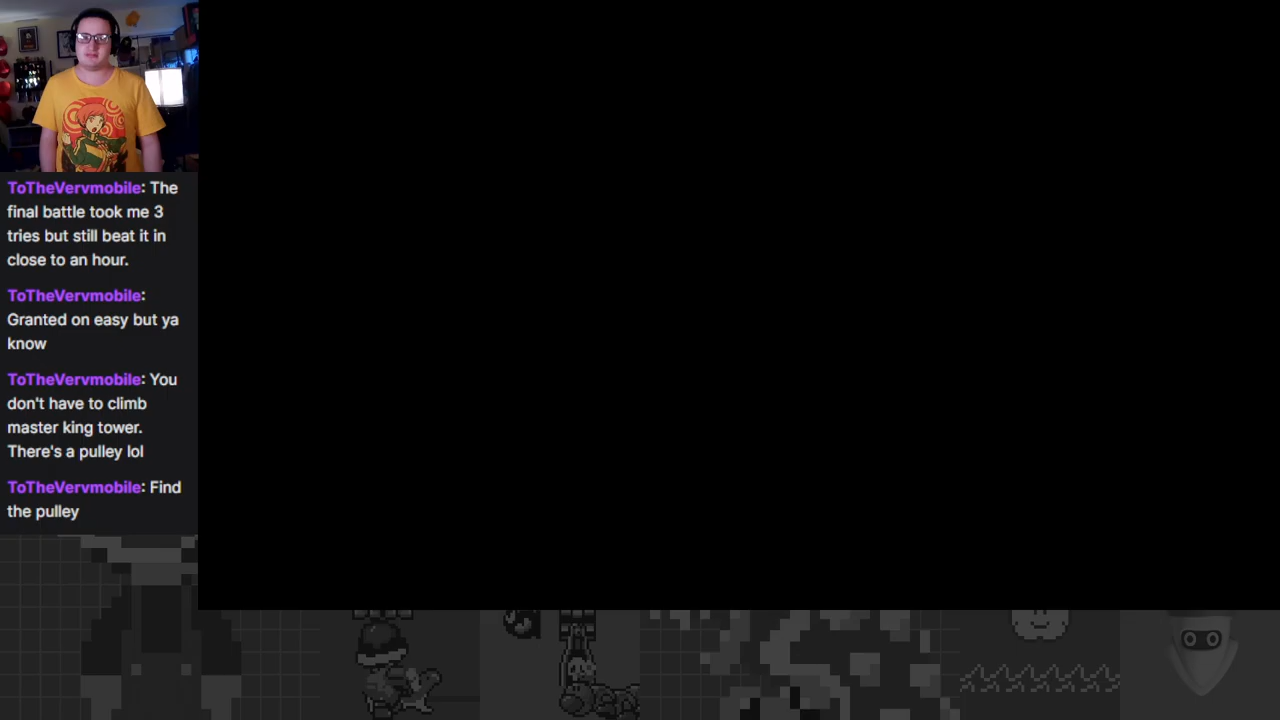 ToTheVervmobile: The
final battle took me 3
tries but still beat it in
close to an hour.
ToTheVervmobile:
Granted on easy but ya
know
ToTheVervmobile: You
don't have to climb
master king tower.
There's a pulley lol
ToTheVervmobile: Find
the pulley